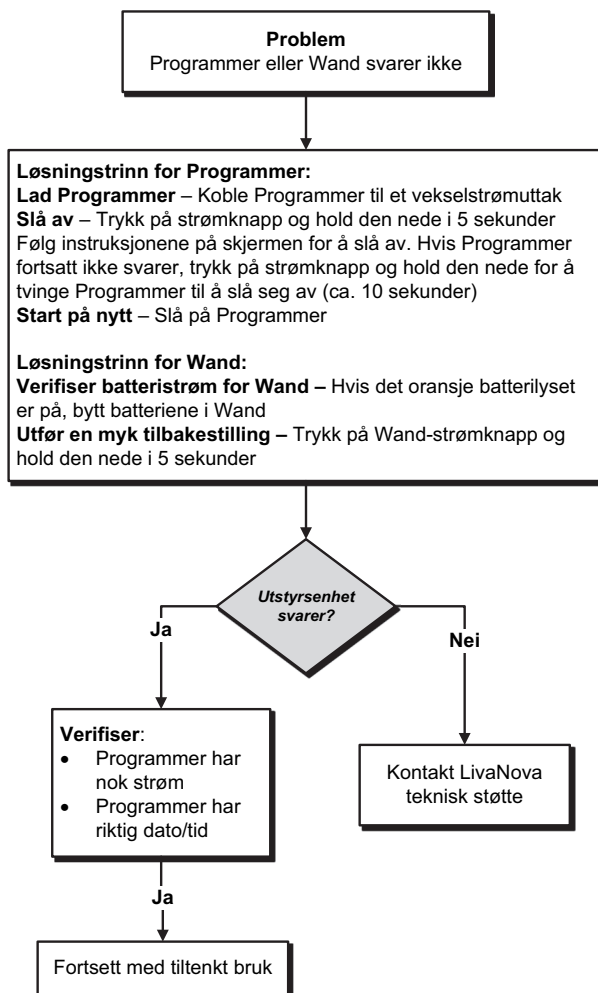 Problem
Programmer eller Wand svarer ikke
Løsningstrinn for Programmer:
Lad Programmer – Koble Programmer til et vekselstrømuttak
Slå av – Trykk på strømknapp og hold den nede i 5 sekunder
Følg instruksjonene på skjermen for å slå av. Hvis Programmer
fortsatt ikke svarer, trykk på strømknapp og hold den nede for å
tvinge Programmer til å slå seg av (ca. 10 sekunder)
Start på nytt – Slå på Programmer
Løsningstrinn for Wand:
Verifiser batteristrøm for Wand – Hvis det oransje batterilyset
er på, bytt batteriene i Wand
Utfør en myk tilbakestilling – Trykk på Wand-strømknapp og
hold den nede i 5 sekunder
Utstyrsenhet
svarer?
Ja
Nei
Verifiser:
• Programmer har
nok strøm
• Programmer har
riktig dato/tid
Kontakt LivaNova
teknisk støtte
Ja
Fortsett med tiltenkt bruk